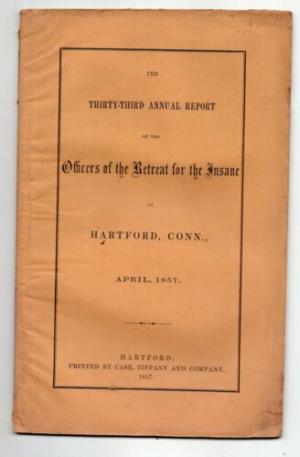 THE
THIRTY-THIRD ANNUAL REPORT
OF THE
Officers of the Retreat for the Insane
AT
HARTFORD, CONN.,
APRIL, 1857.
HARTFORD:
PRINTED BY CASE, TIFFANY AND COMPANY.
1857.